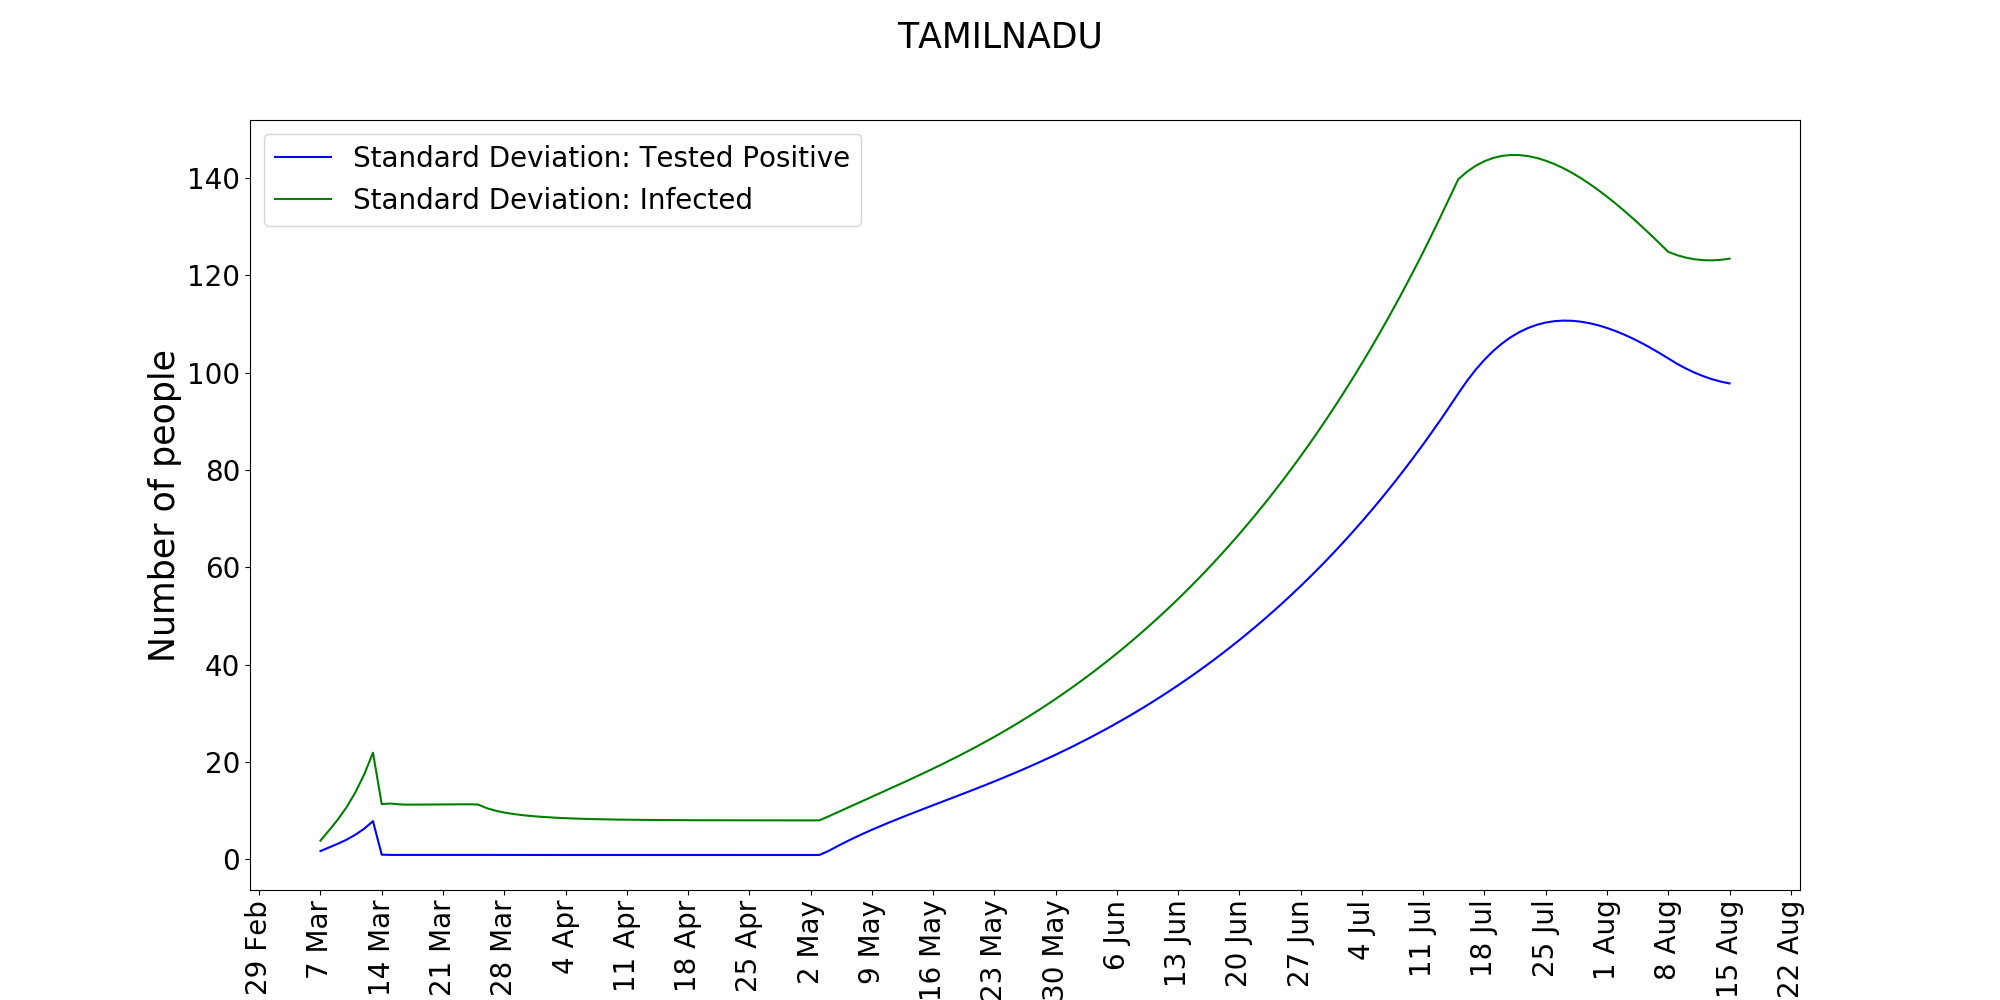 TAMILNADU
Standard Deviation: Tested Positive
Standard Deviation: Infected
Number of people
140
120
100
80
60
40
20
0
29 Feb
7 Mar
14 Mar
21 Mar
28 Mar
4 Apr
11 Apr
18 Apr
25 Apr
2 May
9 May
16 May
23 May
30 May
6 Jun
13 Jun
20 Jun
27 Jun
4 Jul
11 Jul
18 Jul
25 Jul
1 Aug
8 Aug
15 Aug
22 Aug